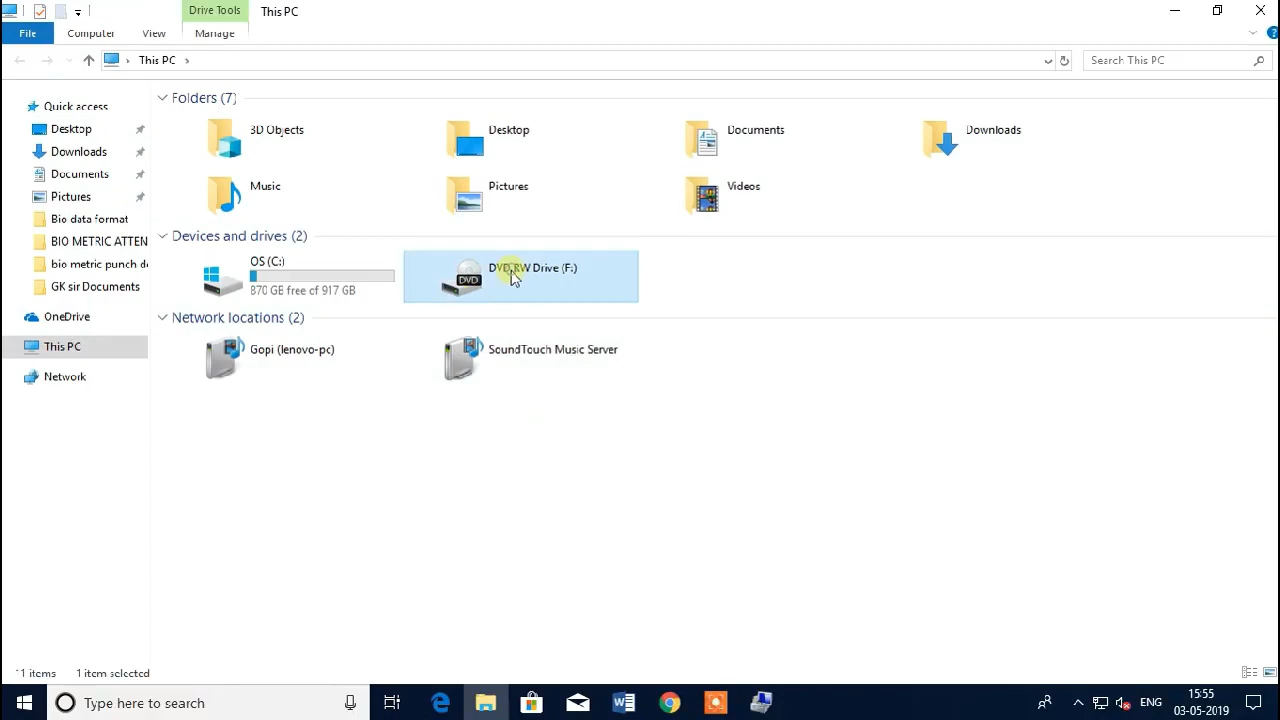 Drive Tools
This PC
File
Computer
View
Manage
This PC
Search This PC
Quick access
Desktop
Downloads
Documents
Pictures
Bio data format
BIO METRIC ATTEN
bio metric punch de
GK sir Documents
OneDrive
This PC
Network
Folders (7)
3D Objects
Desktop
Documents
Downloads
Music
Pictures
Videos
Devices and drives (2)
OS (C:)
870 GB free of 917 GB
DVD
DVD RW Drive (F:)
Network locations (2)
Gopi (lenovo-pc)
SoundTouch Music Server
11 items
1 item selected
Type here to search
ENG
15:55
03-05-2019